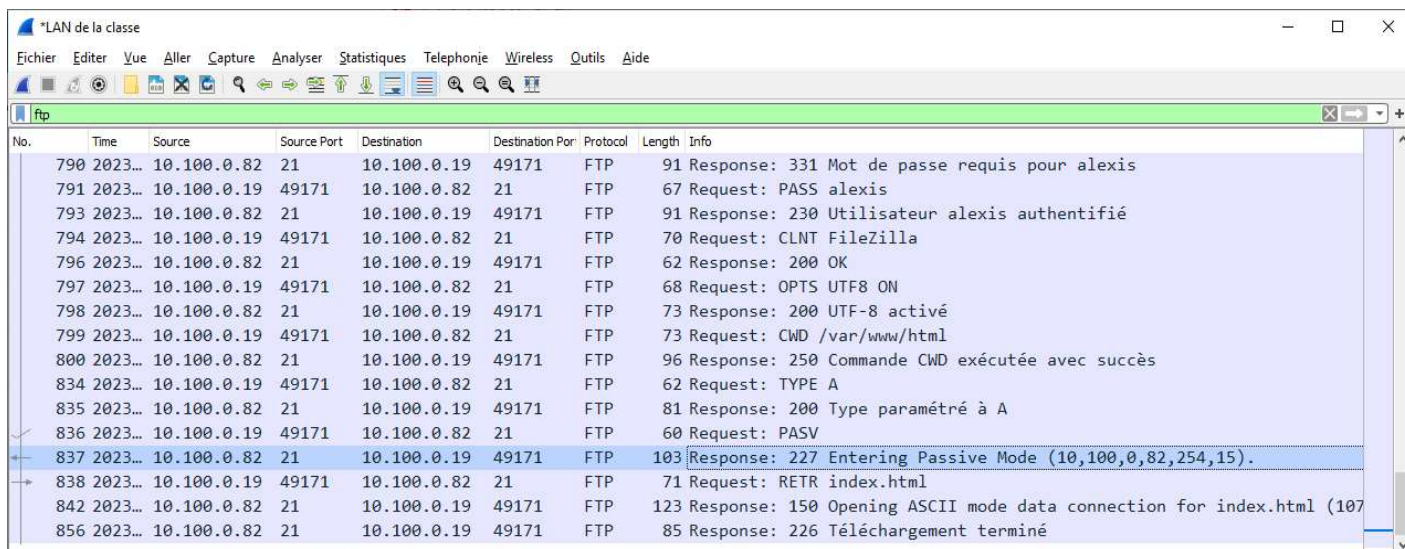 *LAN de la classe
Fichier Editer Vue Aller Capture Analyser Statistiques Telephonie Wireless Outils Aide
ftp
No. Time Source Source Port Destination Destination Por Protocol Length Info
790 2023… 10.100.0.82 21 10.100.0.19 49171 FTP 91 Response: 331 Mot de passe requis pour alexis
791 2023… 10.100.0.19 49171 10.100.0.82 21 FTP 67 Request: PASS alexis
793 2023… 10.100.0.82 21 10.100.0.19 49171 FTP 91 Response: 230 Utilisateur alexis authentifié
794 2023… 10.100.0.19 49171 10.100.0.82 21 FTP 70 Request: CLNT FileZilla
796 2023… 10.100.0.82 21 10.100.0.19 49171 FTP 62 Response: 200 OK
797 2023… 10.100.0.19 49171 10.100.0.82 21 FTP 68 Request: OPTS UTF8 ON
798 2023… 10.100.0.82 21 10.100.0.19 49171 FTP 73 Response: 200 UTF-8 activé
799 2023… 10.100.0.19 49171 10.100.0.82 21 FTP 73 Request: CWD /var/www/html
800 2023… 10.100.0.82 21 10.100.0.19 49171 FTP 96 Response: 250 Commande CWD exécutée avec succès
834 2023… 10.100.0.19 49171 10.100.0.82 21 FTP 62 Request: TYPE A
835 2023… 10.100.0.82 21 10.100.0.19 49171 FTP 81 Response: 200 Type paramétré à A
836 2023… 10.100.0.19 49171 10.100.0.82 21 FTP 60 Request: PASV
837 2023… 10.100.0.82 21 10.100.0.19 49171 FTP 103 Response: 227 Entering Passive Mode (10,100,0,82,254,15).
838 2023… 10.100.0.19 49171 10.100.0.82 21 FTP 71 Request: RETR index.html
842 2023… 10.100.0.82 21 10.100.0.19 49171 FTP 123 Response: 150 Opening ASCII mode data connection for index.html (107
856 2023… 10.100.0.82 21 10.100.0.19 49171 FTP 85 Response: 226 Téléchargement terminé